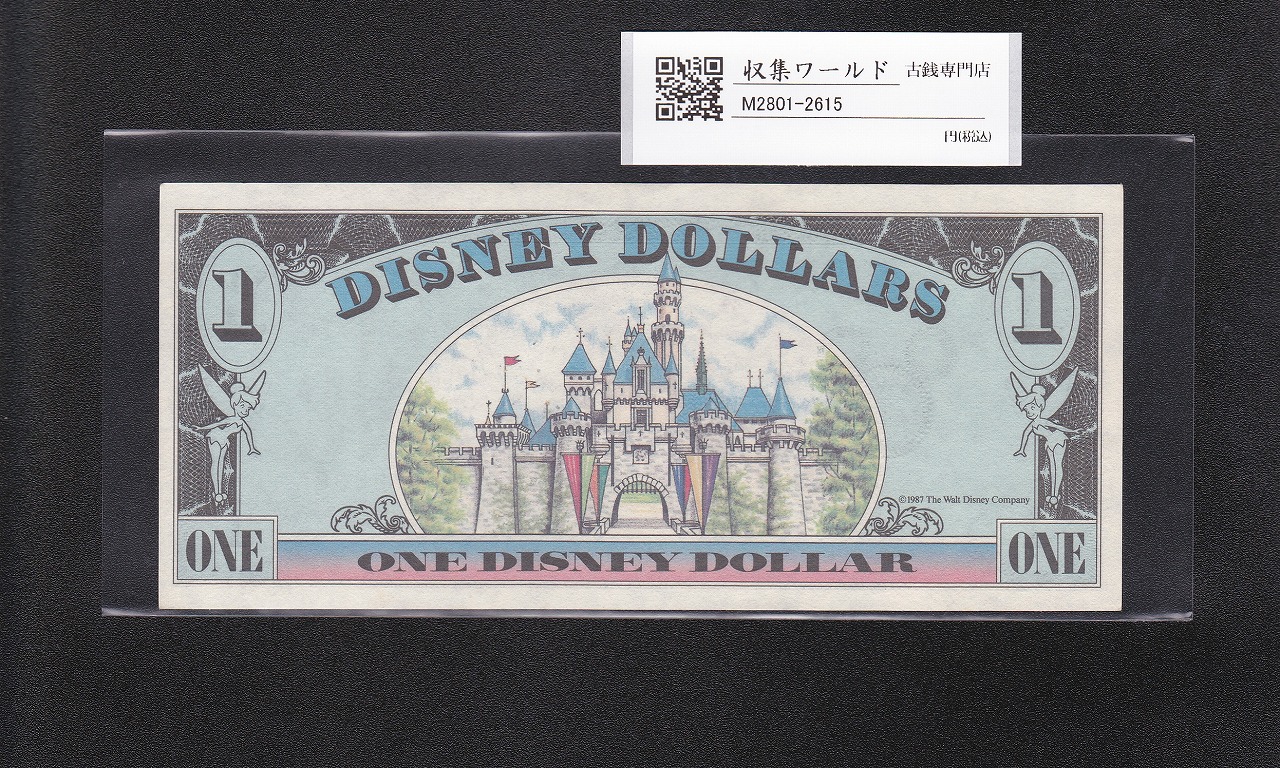 収集ワールド 古銭専門店
M2801-2615
円(税込)
DISNEY DOLLARS
1 1
©1987 The Walt Disney Company
ONE ONE DISNEY DOLLAR ONE